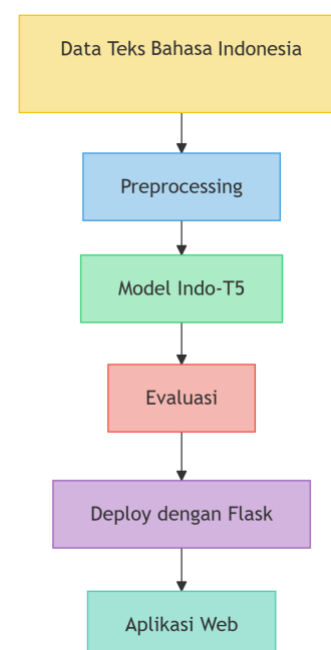 Data Teks Bahasa Indonesia
Preprocessing
Model Indo-T5
Evaluasi
Deploy dengan Flask
Aplikasi Web